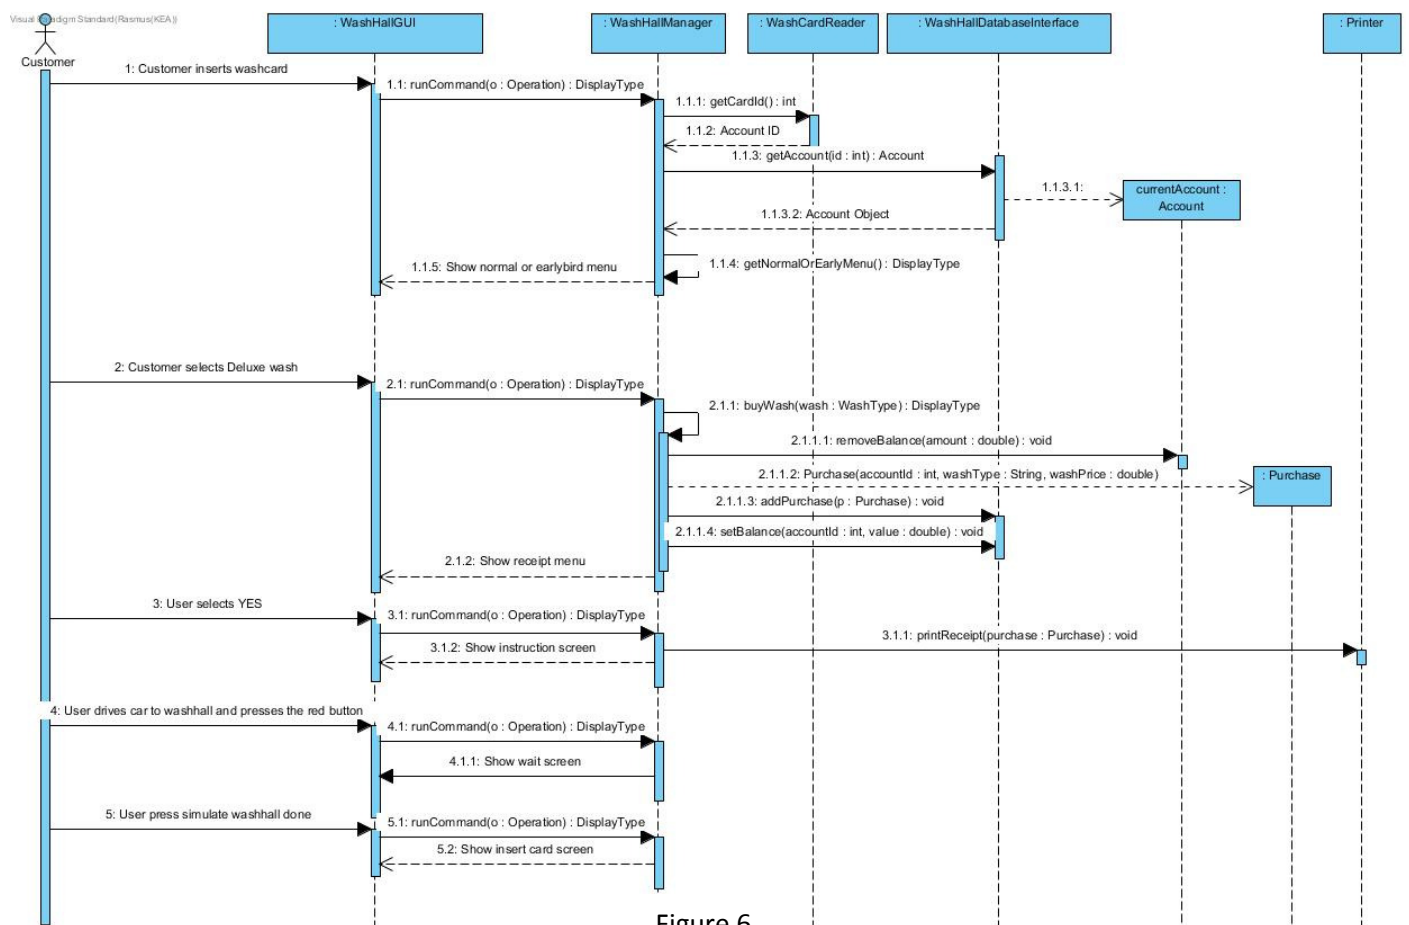 Visual Paradigm Standard(Rasmus(KEA))
Customer
: WashHallGUI
: WashHallManager
: WashCardReader
: WashHallDatabaseInterface
: Printer
1: Customer inserts washcard
1.1: runCommand(o : Operation) : DisplayType
1.1.1: getCardId() : int
1.1.2: Account ID
1.1.3: getAccount(id : int) : Account
1.1.3.1:
currentAccount :
Account
1.1.3.2: Account Object
1.1.4: getNormalOrEarlyMenu() : DisplayType
1.1.5: Show normal or earlybird menu
2: Customer selects Deluxe wash
2.1: runCommand(o : Operation) : DisplayType
2.1.1: buyWash(wash : WashType) : DisplayType
2.1.1.1: removeBalance(amount : double) : void
2.1.1.2: Purchase(accountId : int, washType : String, washPrice : double)
: Purchase
2.1.1.3: addPurchase(p : Purchase) : void
2.1.1.4: setBalance(accountId : int, value : double) : void
2.1.2: Show receipt menu
3: User selects YES
3.1: runCommand(o : Operation) : DisplayType
3.1.1: printReceipt(purchase : Purchase) : void
3.1.2: Show instruction screen
4: User drives car to washhall and presses the red button
4.1: runCommand(o : Operation) : DisplayType
4.1.1: Show wait screen
5: User press simulate washhall done
5.1: runCommand(o : Operation) : DisplayType
5.2: Show insert card screen
Figure 6